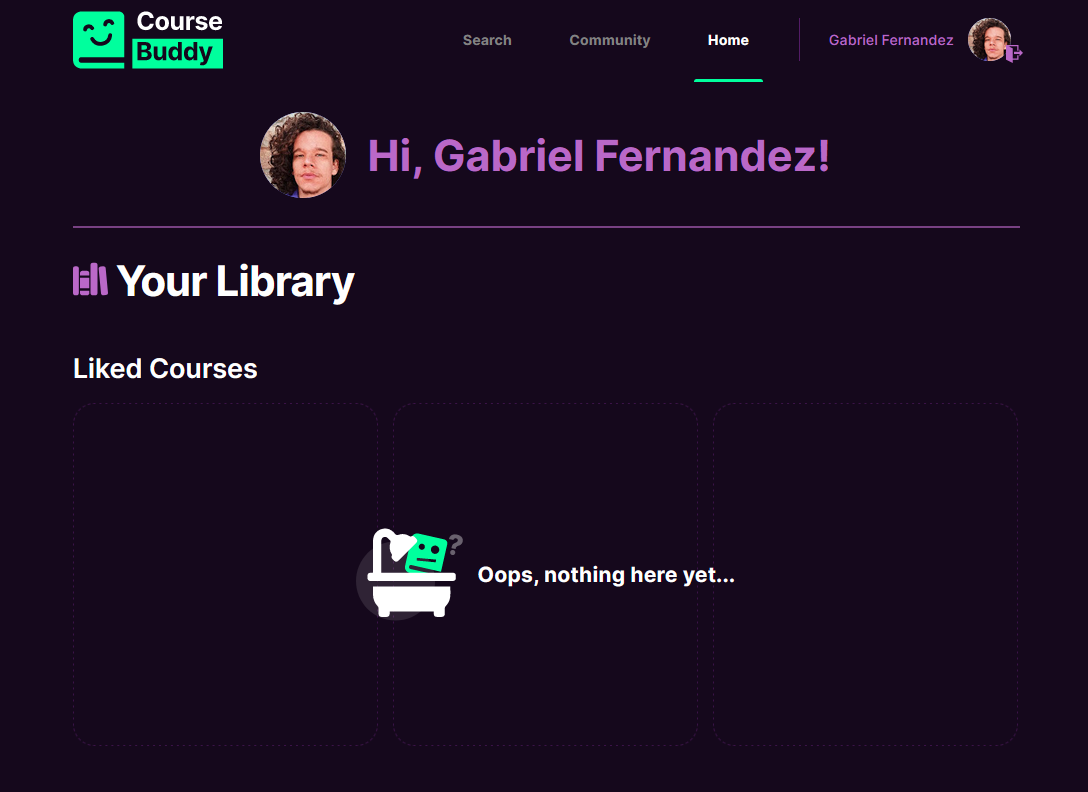 Course
Buddy
Search
Community
Home
Gabriel Fernandez
Hi, Gabriel Fernandez!
Your Library
Liked Courses
?
Oops, nothing here yet...